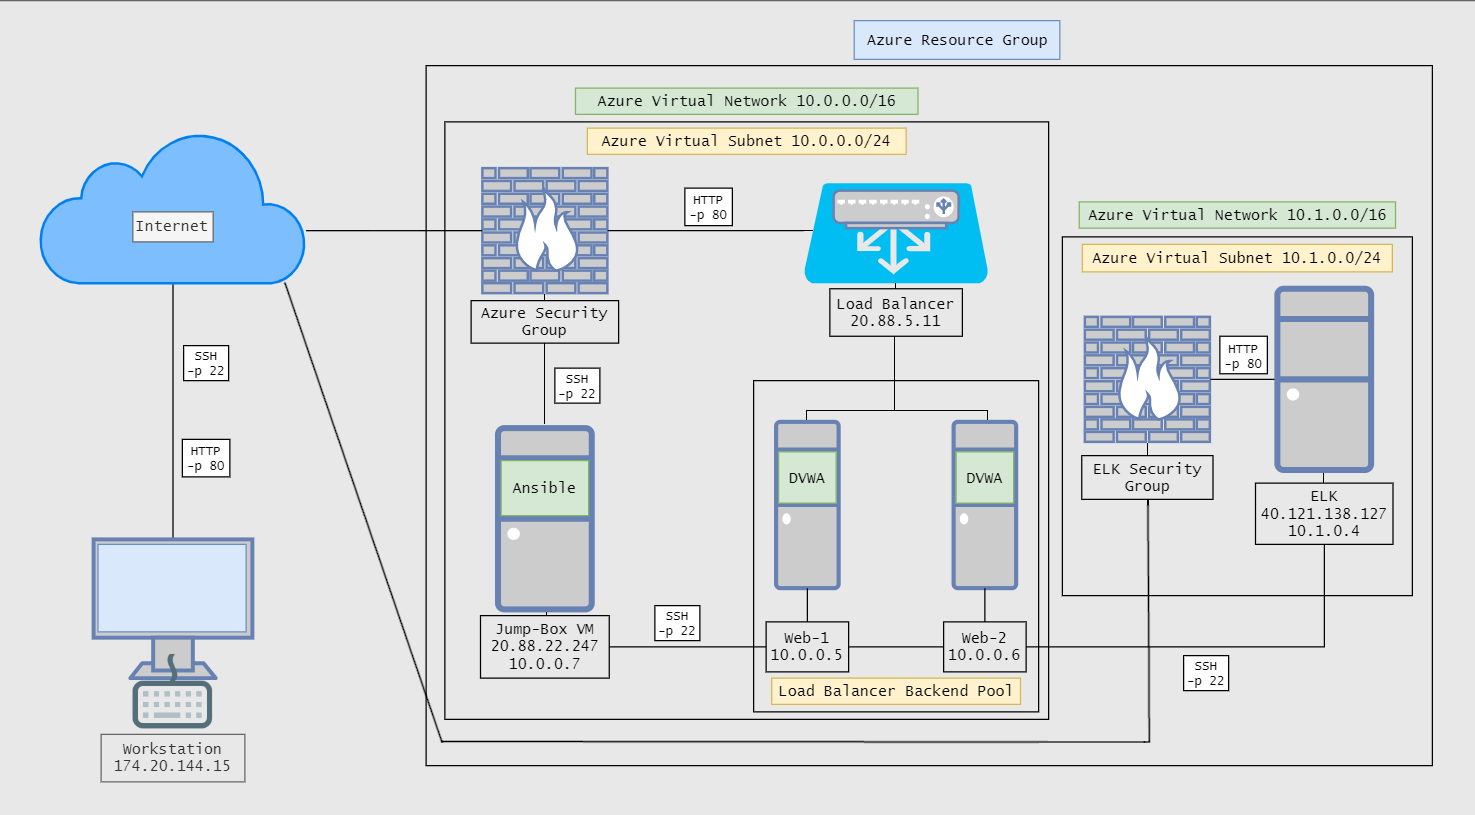 Azure Resource Group
Azure Virtual Network 10.0.0.0/16
Azure Virtual Subnet 10.0.0.0/24
Internet
HTTP
-p 80
Azure Virtual Network 10.1.0.0/16
Azure Virtual Subnet 10.1.0.0/24
Azure Security
Group
Load Balancer
20.88.5.11
SSH
-p 22
SSH
-p 22
HTTP
-p 80
HTTP
-p 80
Ansible
DVWA
DVWA
ELK Security
Group
ELK
40.121.138.127
10.1.0.4
Jump-Box VM
20.88.22.247
10.0.0.7
SSH
-p 22
Web-1
10.0.0.5
Web-2
10.0.0.6
SSH
-p 22
Load Balancer Backend Pool
Workstation
174.20.144.15